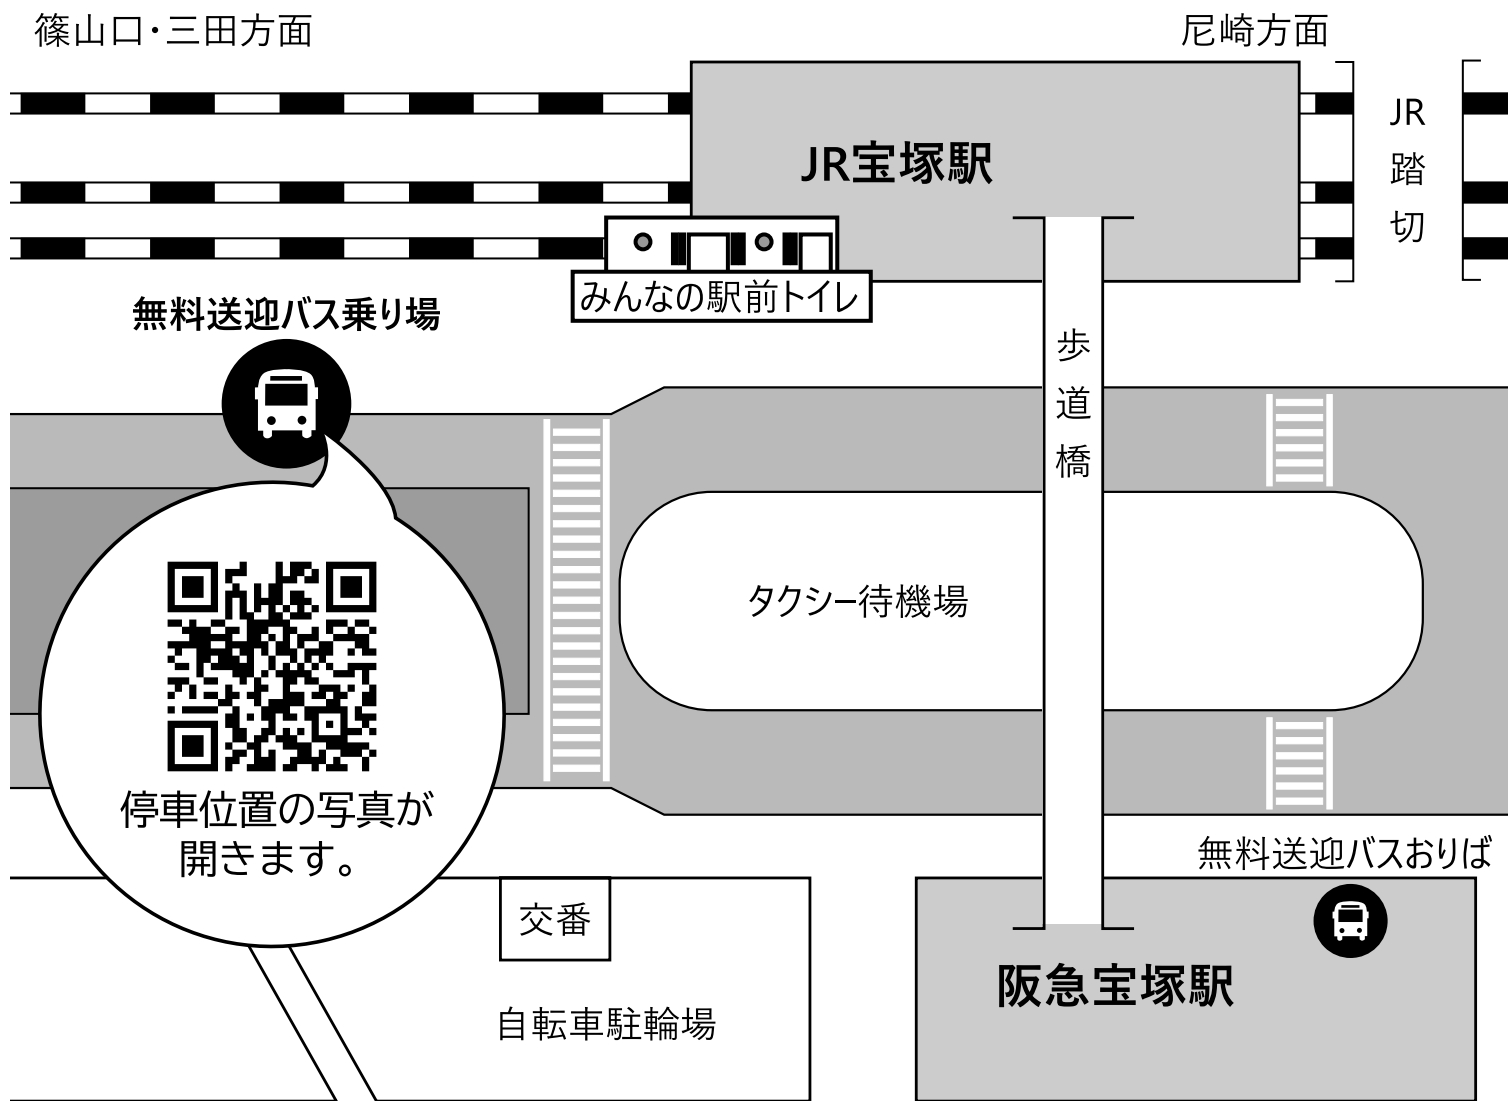 篠山口・三田方面
尼崎方面
JR宝塚駅
JR踏切
みんなの駅前トイレ
無料送迎バス乗り場
歩道橋
タクシー待機場
停車位置の写真が
開きます。
無料送迎バスおりば
交番
阪急宝塚駅
自転車駐輪場